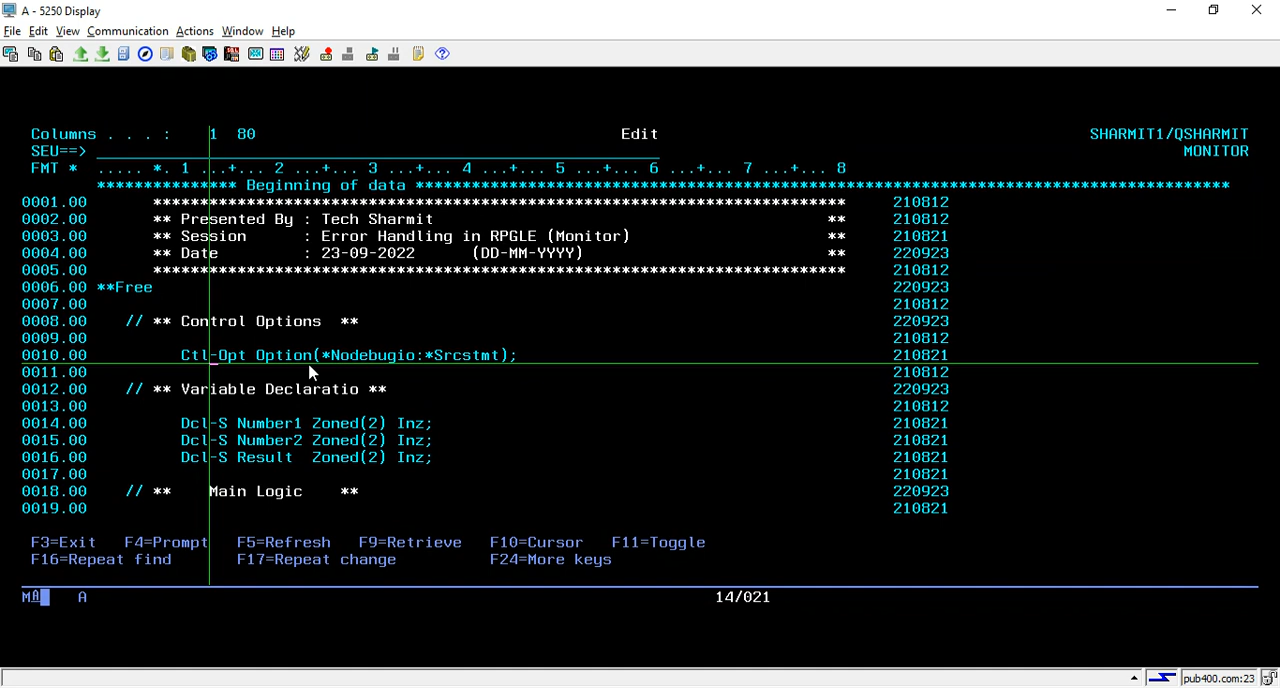 A - 5250 Display
File Edit View Communication Actions Window Help
Columns . . . : 1 80 Edit SHARMIT1/QSHARMIT
SEU==> MONITOR
FMT * ..... *. 1 ...+... 2 ...+... 3 ...+... 4 ...+... 5 ...+... 6 ...+... 7 ...+... 8
*************** Beginning of data ***************************************************************************************
0001.00 ************************************************************************** 210812
0002.00 ** Presented By : Tech Sharmit ** 210812
0003.00 ** Session : Error Handling in RPGLE (Monitor) ** 210821
0004.00 ** Date : 23-09-2022 (DD-MM-YYYY) ** 220923
0005.00 ************************************************************************** 210812
0006.00 **Free 220923
0007.00 210812
0008.00 // ** Control Options ** 220923
0009.00 210812
0010.00 Ctl-Opt Option(*Nodebugio:*Srcstmt); 210821
0011.00 210812
0012.00 // ** Variable Declaratio ** 220923
0013.00 210812
0014.00 Dcl-S Number1 Zoned(2) Inz; 210821
0015.00 Dcl-S Number2 Zoned(2) Inz; 210821
0016.00 Dcl-S Result Zoned(2) Inz; 210821
0017.00 210821
0018.00 // ** Main Logic ** 220923
0019.00 210821
F3=Exit F4=Prompt F5=Refresh F9=Retrieve F10=Cursor F11=Toggle
F16=Repeat find F17=Repeat change F24=More keys
MA A 14/021
pub400.com:23